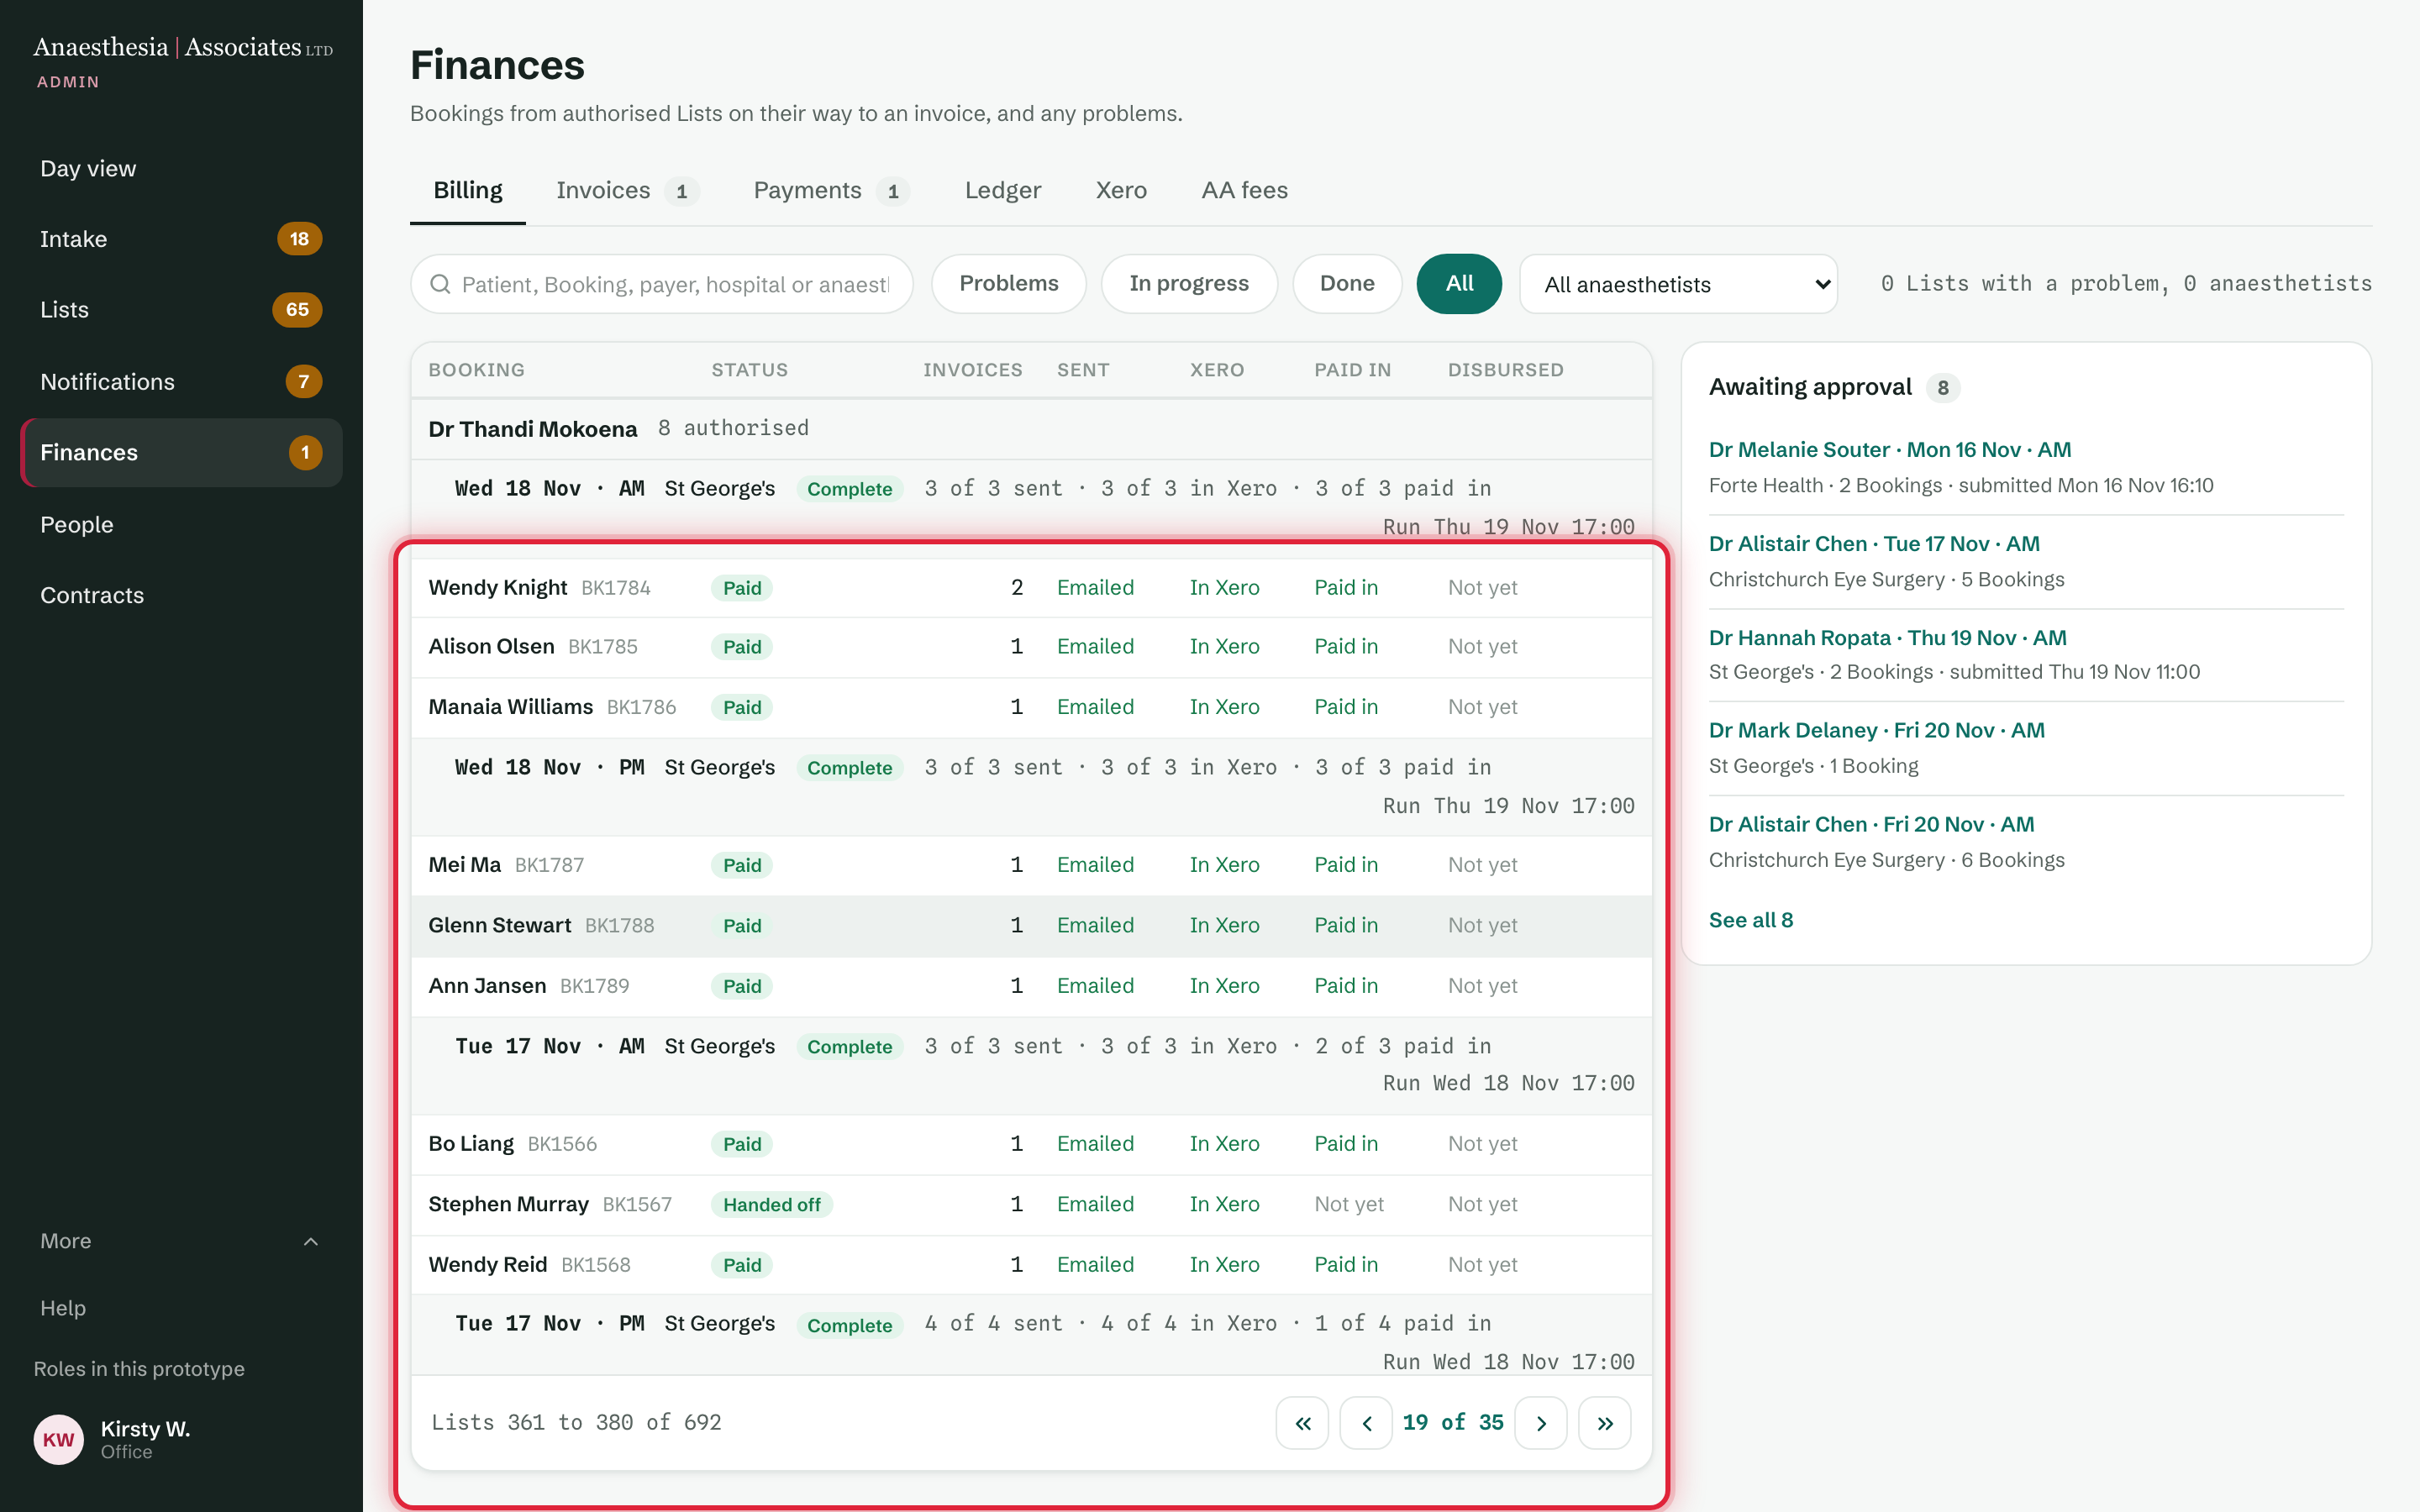 Anaesthesia | Associates LTD
ADMIN
Day view
Intake 18
Lists 65
Notifications 7
Finances 1
People
Contracts
More
Help
Roles in this prototype
KW Kirsty W.
Office
Finances
Bookings from authorised Lists on their way to an invoice, and any problems.
Billing Invoices 1 Payments 1 Ledger Xero AA fees
Patient, Booking, payer, hospital or anaest Problems In progress Done All All anaesthetists 0 Lists with a problem, 0 anaesthetists
BOOKING STATUS INVOICES SENT XERO PAID IN DISBURSED
Dr Thandi Mokoena 8 authorised
Wed 18 Nov · AM St George's Complete 3 of 3 sent · 3 of 3 in Xero · 3 of 3 paid in
Run Thu 19 Nov 17:00
Wendy Knight BK1784 Paid 2 Emailed In Xero Paid in Not yet
Alison Olsen BK1785 Paid 1 Emailed In Xero Paid in Not yet
Manaia Williams BK1786 Paid 1 Emailed In Xero Paid in Not yet
Wed 18 Nov · PM St George's Complete 3 of 3 sent · 3 of 3 in Xero · 3 of 3 paid in
Run Thu 19 Nov 17:00
Mei Ma BK1787 Paid 1 Emailed In Xero Paid in Not yet
Glenn Stewart BK1788 Paid 1 Emailed In Xero Paid in Not yet
Ann Jansen BK1789 Paid 1 Emailed In Xero Paid in Not yet
Tue 17 Nov · AM St George's Complete 3 of 3 sent · 3 of 3 in Xero · 2 of 3 paid in
Run Wed 18 Nov 17:00
Bo Liang BK1566 Paid 1 Emailed In Xero Paid in Not yet
Stephen Murray BK1567 Handed off 1 Emailed In Xero Not yet Not yet
Wendy Reid BK1568 Paid 1 Emailed In Xero Paid in Not yet
Tue 17 Nov · PM St George's Complete 4 of 4 sent · 4 of 4 in Xero · 1 of 4 paid in
Run Wed 18 Nov 17:00
Lists 361 to 380 of 692 « ‹ 19 of 35 › »
Awaiting approval 8
Dr Melanie Souter · Mon 16 Nov · AM
Forte Health · 2 Bookings · submitted Mon 16 Nov 16:10
Dr Alistair Chen · Tue 17 Nov · AM
Christchurch Eye Surgery · 5 Bookings
Dr Hannah Ropata · Thu 19 Nov · AM
St George's · 2 Bookings · submitted Thu 19 Nov 11:00
Dr Mark Delaney · Fri 20 Nov · AM
St George's · 1 Booking
Dr Alistair Chen · Fri 20 Nov · AM
Christchurch Eye Surgery · 6 Bookings
See all 8